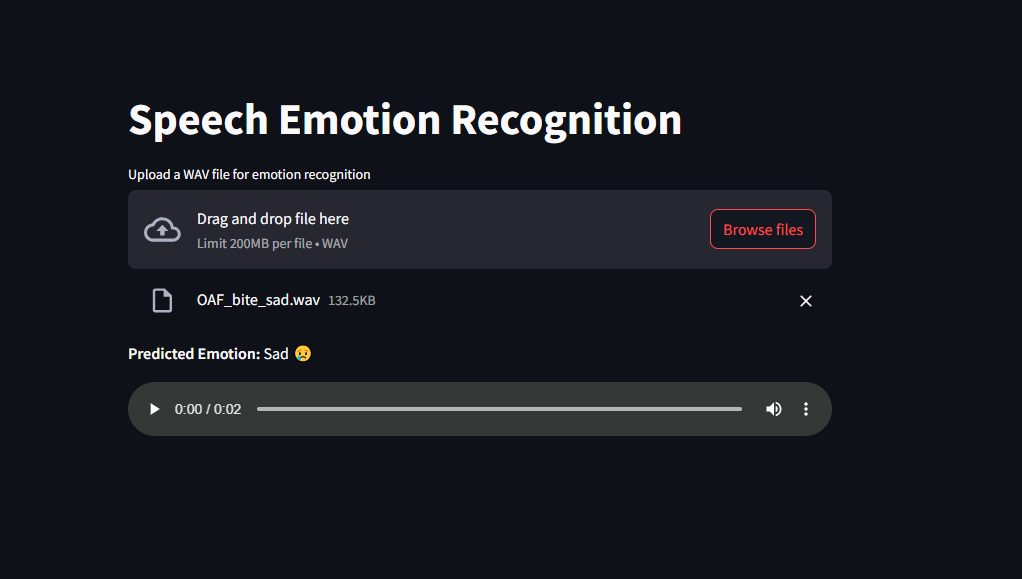 Speech Emotion Recognition
Upload a WAV file for emotion recognition
Drag and drop file here
Limit 200MB per file • WAV
Browse files
OAF_bite_sad.wav 132.5KB
Predicted Emotion: Sad 😢
0:00 / 0:02